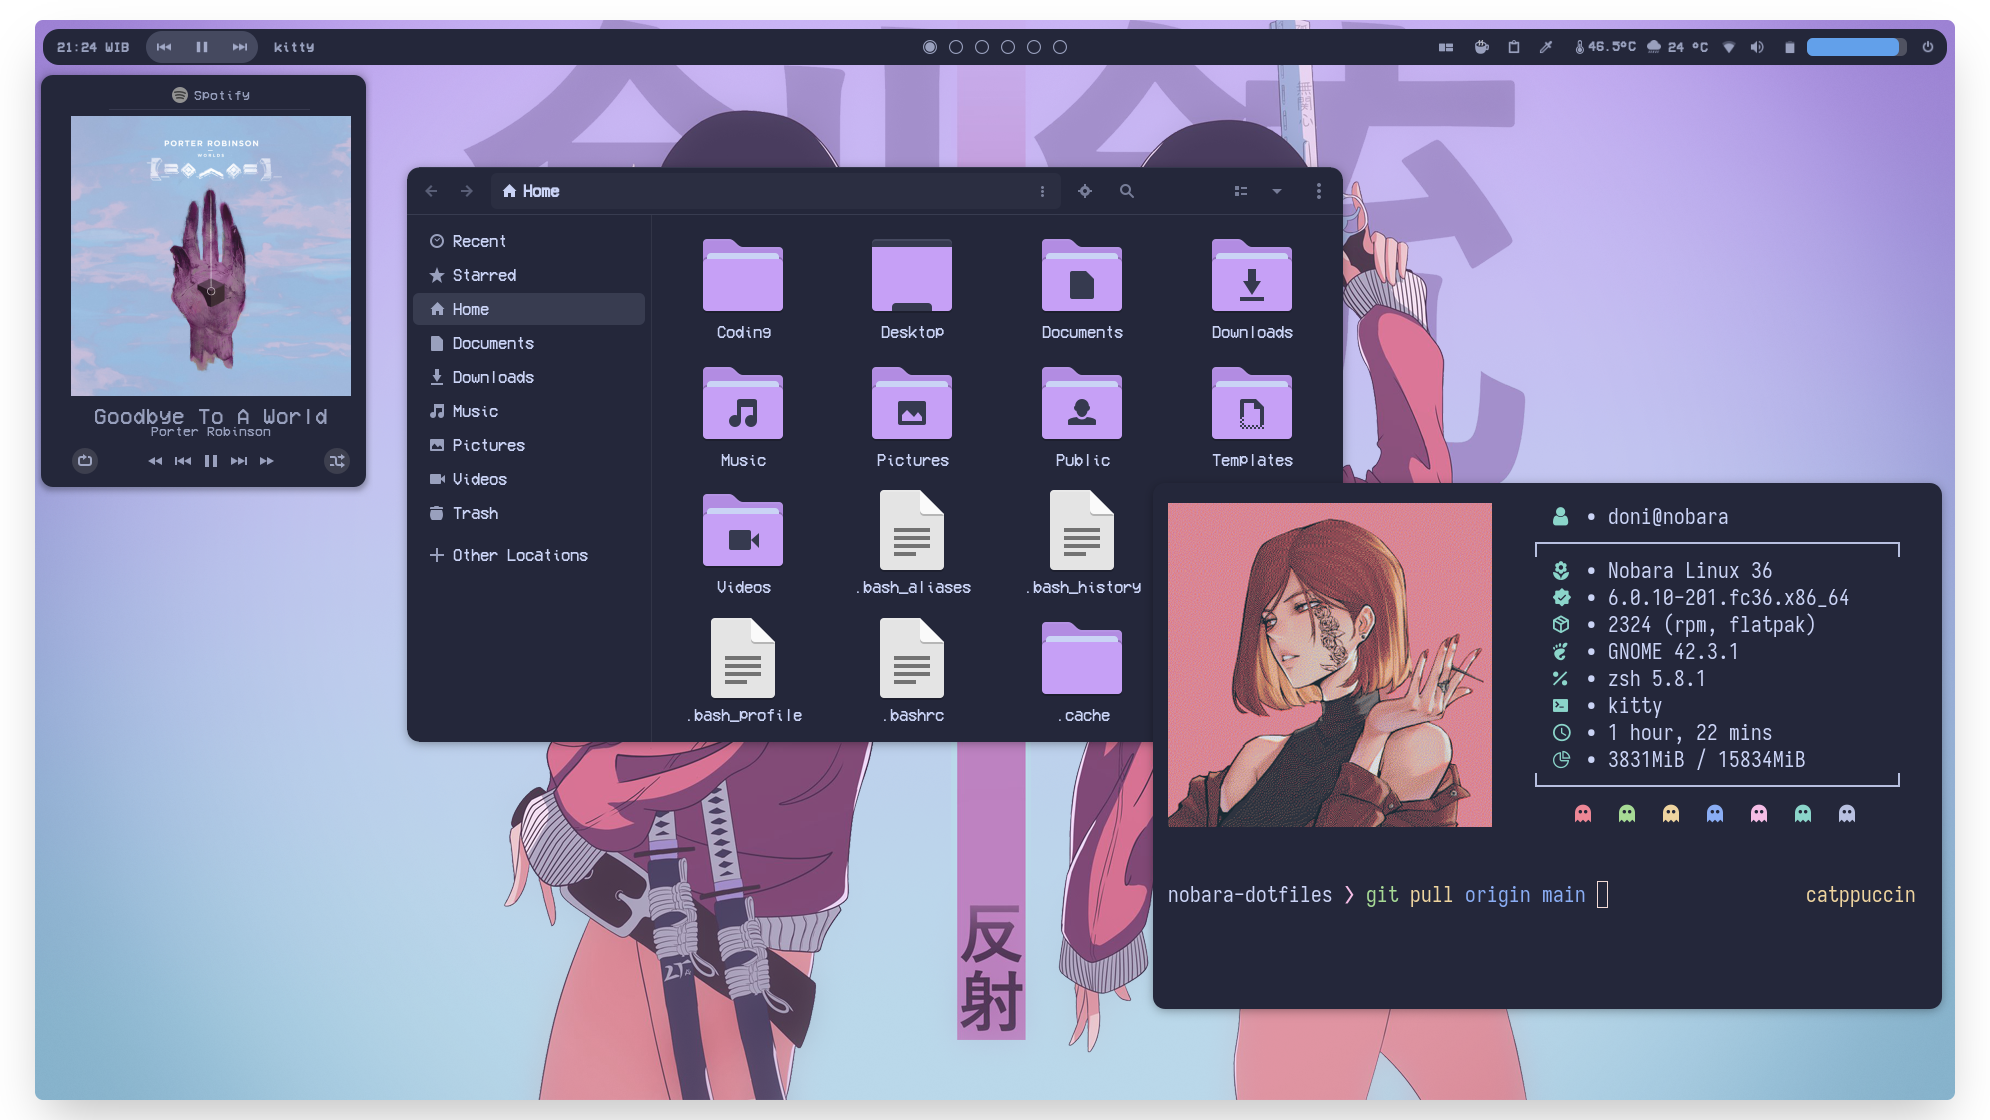 21:24 WIB
kitty
46.5°C
24 °C
Spotify
PORTER ROBINSON
WORLDS
Goodbye To A World
Porter Robinson
Home
Recent
Starred
Home
Documents
Downloads
Music
Pictures
Videos
Trash
Other Locations
Coding
Desktop
Documents
Downloads
Music
Pictures
Public
Templates
Videos
.bash_aliases
.bash_history
.bash_profile
.bashrc
.cache
• doni@nobara
• Nobara Linux 36
• 6.0.10-201.fc36.x86_64
• 2324 (rpm, flatpak)
• GNOME 42.3.1
• zsh 5.8.1
• kitty
• 1 hour, 22 mins
• 3831MiB / 15834MiB
nobara-dotfiles ❯ git pull origin main
catppuccin
反
射